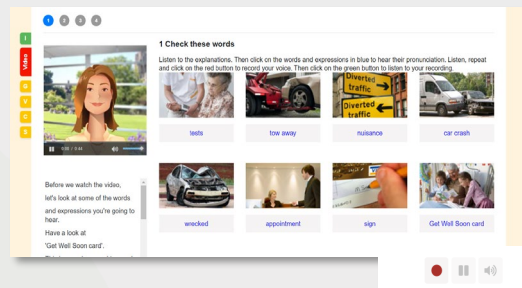 1 2 3 4
I
Video
G
V
C
S
1 Check these words
Listen to the explanations. Then click on the words and expressions in blue to hear their pronunciation. Listen, repeat
and click on the red button to record your voice. Then click on the green button to listen to your recording.
Diverted
traffic
Diverted
traffic
tests
tow away
nuisance
car crash
0:00 / 0:44
Before we watch the video,
let's look at some of the words
and expressions you're going to
hear.
Have a look at
'Get Well Soon card'.
wrecked
appointment
sign
Get Well Soon card